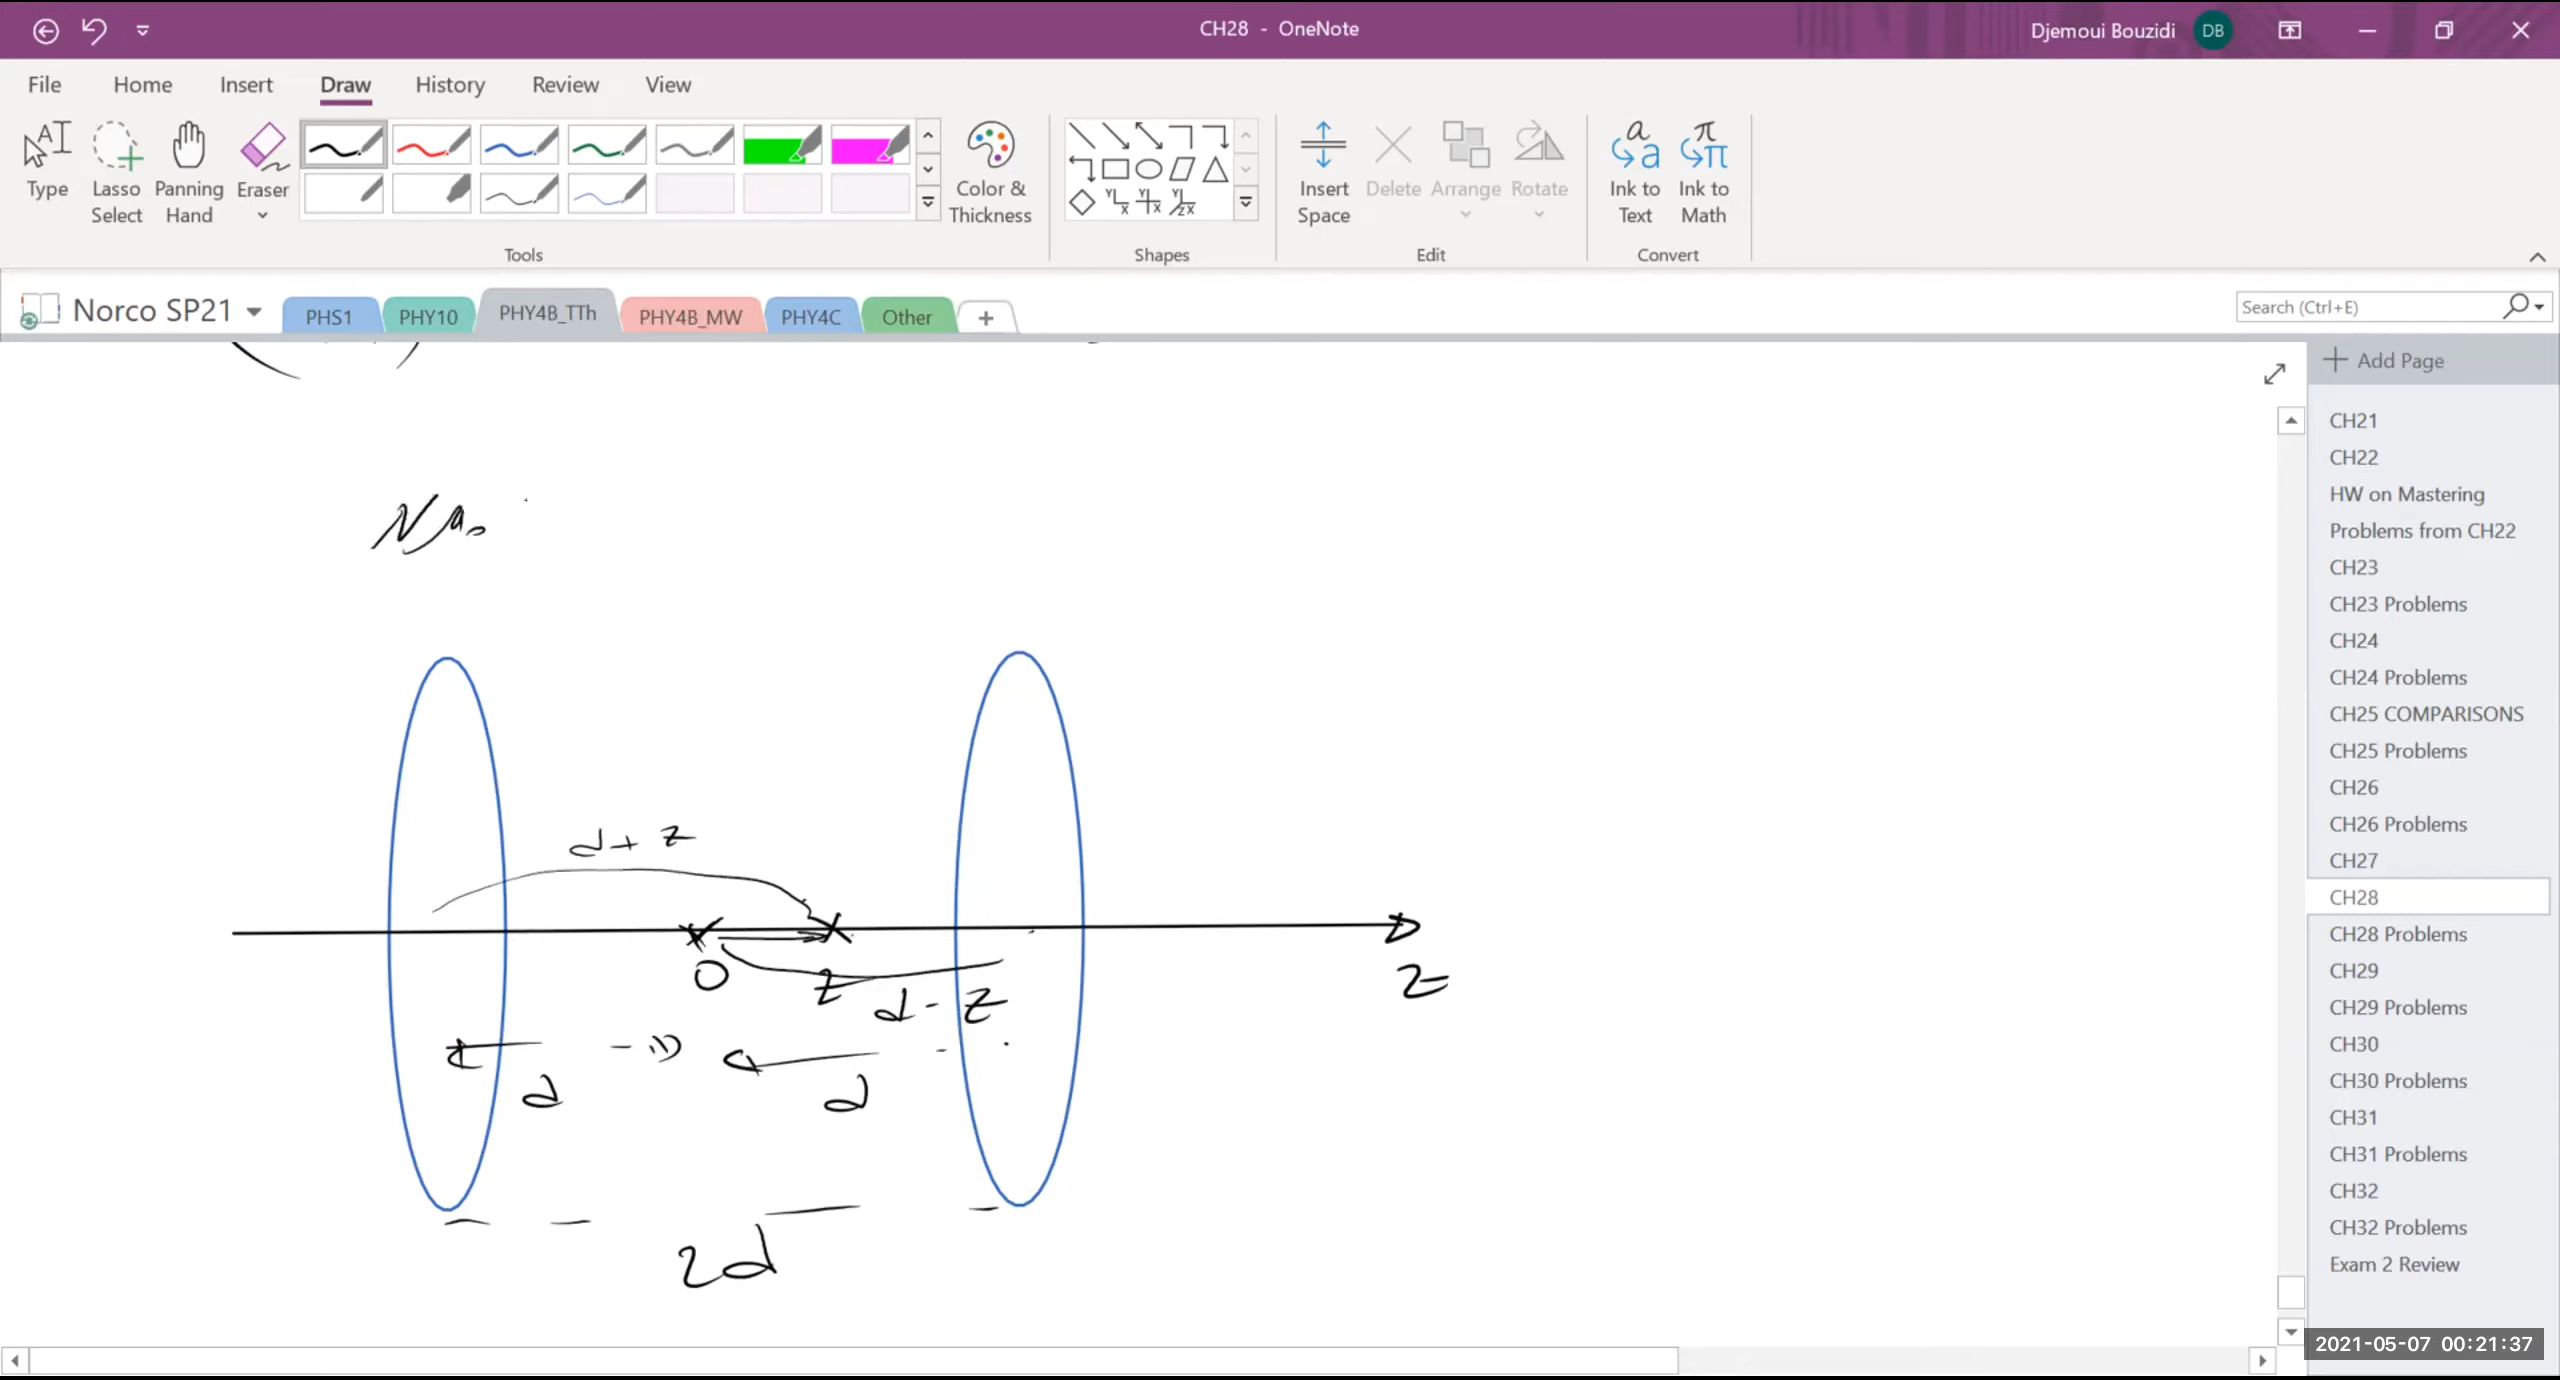 CH28 - OneNote
Djemoui Bouzidi DB
File Home Insert Draw History Review View
Type
Lasso Select
Panning Hand
Eraser
Color & Thickness
Insert Space
Delete
Arrange
Rotate
Ink to Text
Ink to Math
Tools
Shapes
Edit
Convert
Norco SP21
PHS1 PHY10 PHY4B_TTh PHY4B_MW PHY4C Other +
Search (Ctrl+E)
Add Page
CH21
CH22
HW on Mastering
Problems from CH22
CH23
CH23 Problems
CH24
CH24 Problems
CH25 COMPARISONS
CH25 Problems
CH26
CH26 Problems
CH27
CH28
CH28 Problems
CH29
CH29 Problems
CH30
CH30 Problems
CH31
CH31 Problems
CH32
CH32 Problems
Exam 2 Review
d + z
0 z z
d - z
d d
2d
2021-05-07 00:21:37